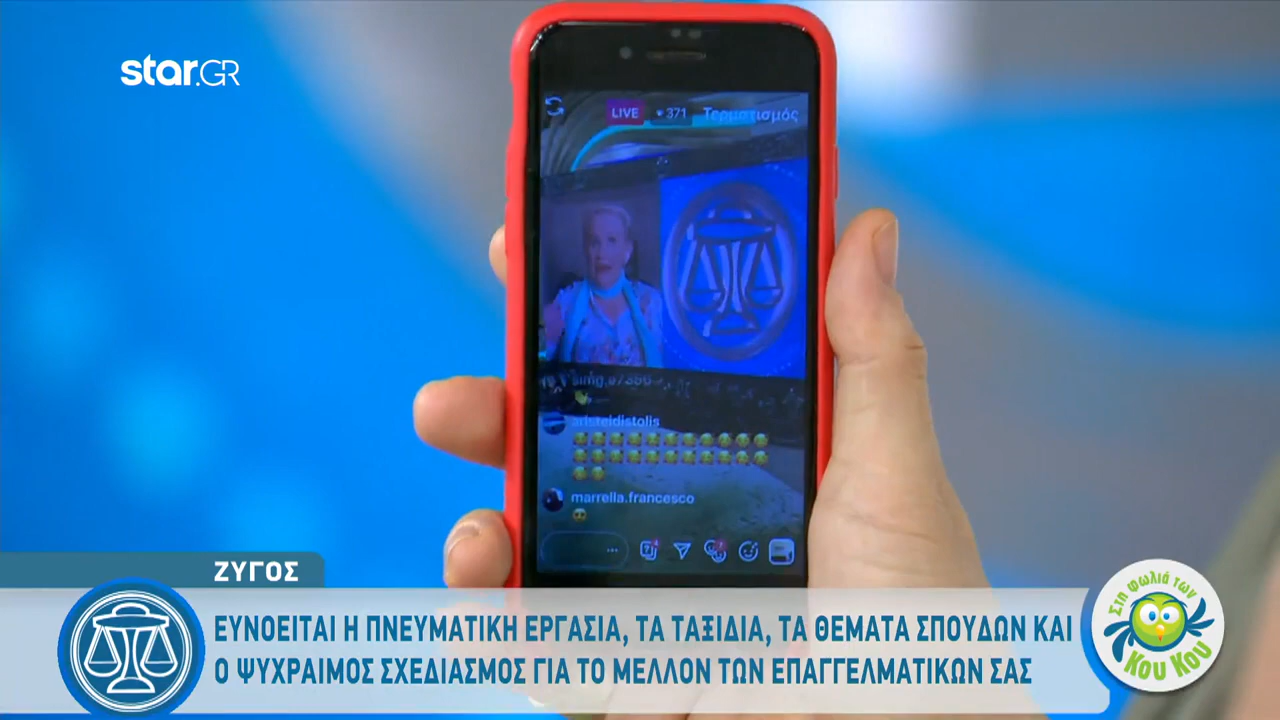 star.GR
LIVE
371
Τερματισμός
aristeidistolis
marrella.francesco
ΖΥΓΟΣ
ΕΥΝΟΕΙΤΑΙ Η ΠΝΕΥΜΑΤΙΚΗ ΕΡΓΑΣΙΑ, ΤΑ ΤΑΞΙΔΙΑ, ΤΑ ΘΕΜΑΤΑ ΣΠΟΥΔΩΝ ΚΑΙ
Ο ΨΥΧΡΑΙΜΟΣ ΣΧΕΔΙΑΣΜΟΣ ΓΙΑ ΤΟ ΜΕΛΛΟΝ ΤΩΝ ΕΠΑΓΓΕΛΜΑΤΙΚΩΝ ΣΑΣ
Στη φωλιά των
Κου Κου